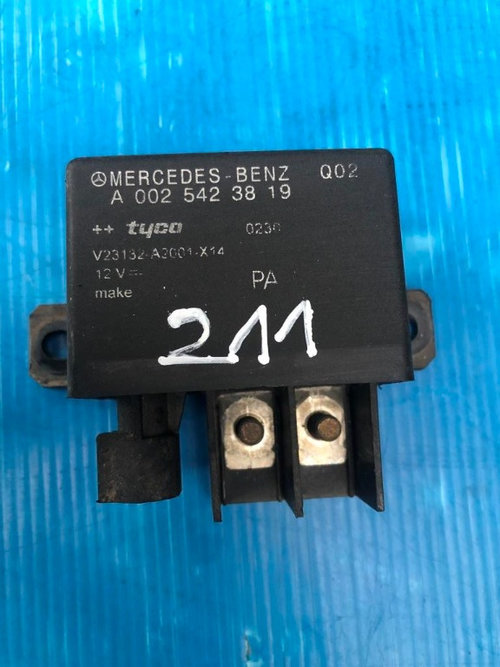 MERCEDES-BENZ Q02
A 002 542 38 19
++ tyco 0230
V23132-A2001-X14
12 V
make PA
211